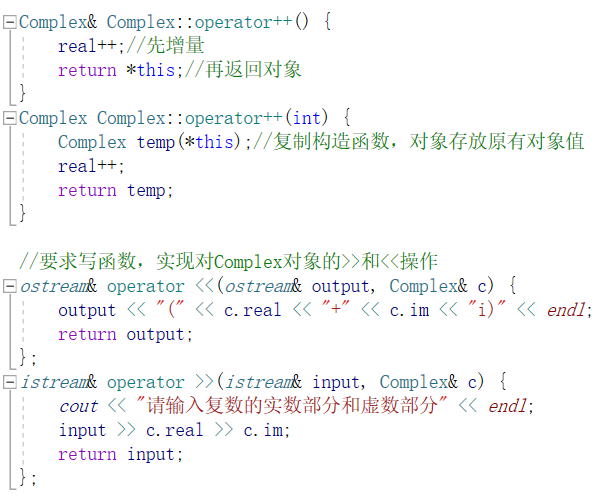 Complex& Complex::operator++() {
real++;//先增量
return *this;//再返回对象
}
Complex Complex::operator++(int) {
Complex temp(*this);//复制构造函数，对象存放原有对象值
real++;
return temp;
}
//要求写函数，实现对Complex对象的>>和<<操作
ostream& operator <<(ostream& output, Complex& c) {
output << "(" << c.real << "+" << c.im << "i)" << endl;
return output;
};
istream& operator >>(istream& input, Complex& c) {
cout << "请输入复数的实数部分和虚数部分" << endl;
input >> c.real >> c.im;
return input;
};